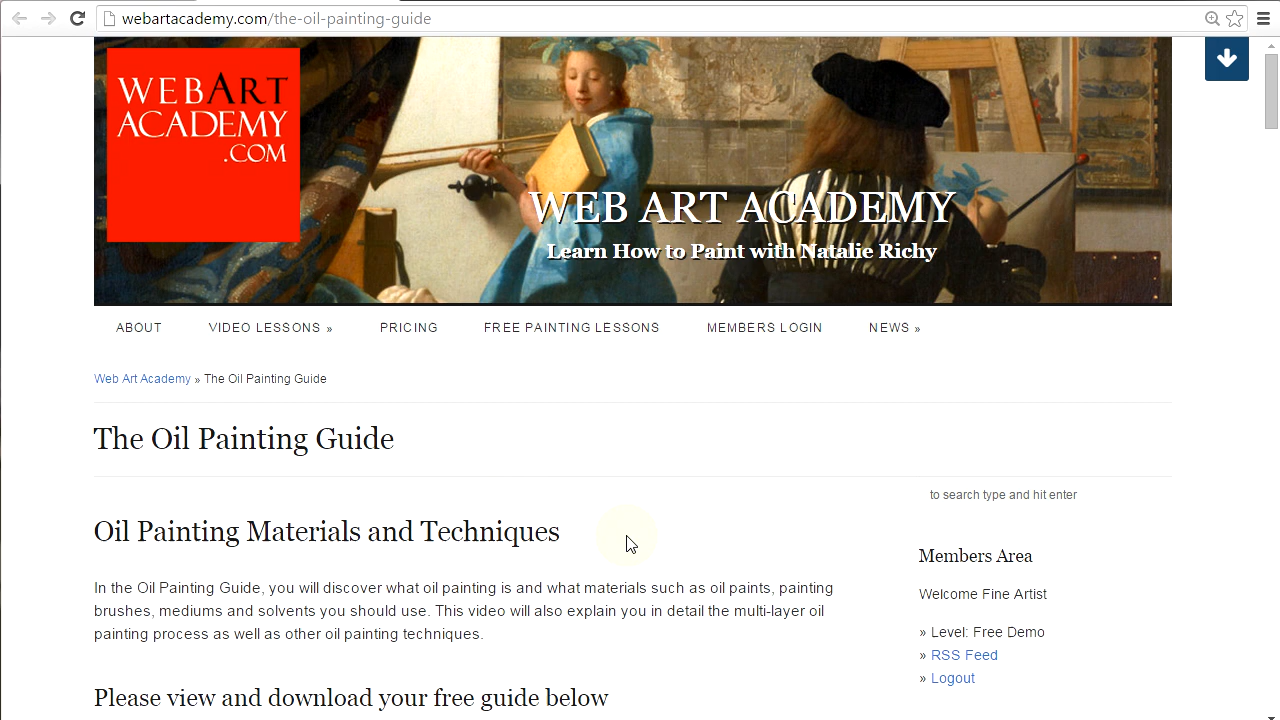 webartacademy.com/the-oil-painting-guide
WEBART
ACADEMY
.COM
WEB ART ACADEMY
Learn How to Paint with Natalie Richy
ABOUT VIDEO LESSONS » PRICING FREE PAINTING LESSONS MEMBERS LOGIN NEWS »
Web Art Academy » The Oil Painting Guide
The Oil Painting Guide
to search type and hit enter
Oil Painting Materials and Techniques
In the Oil Painting Guide, you will discover what oil painting is and what materials such as oil paints, painting
brushes, mediums and solvents you should use. This video will also explain you in detail the multi-layer oil
painting process as well as other oil painting techniques.
Please view and download your free guide below
Members Area
Welcome Fine Artist
» Level: Free Demo
» RSS Feed
» Logout